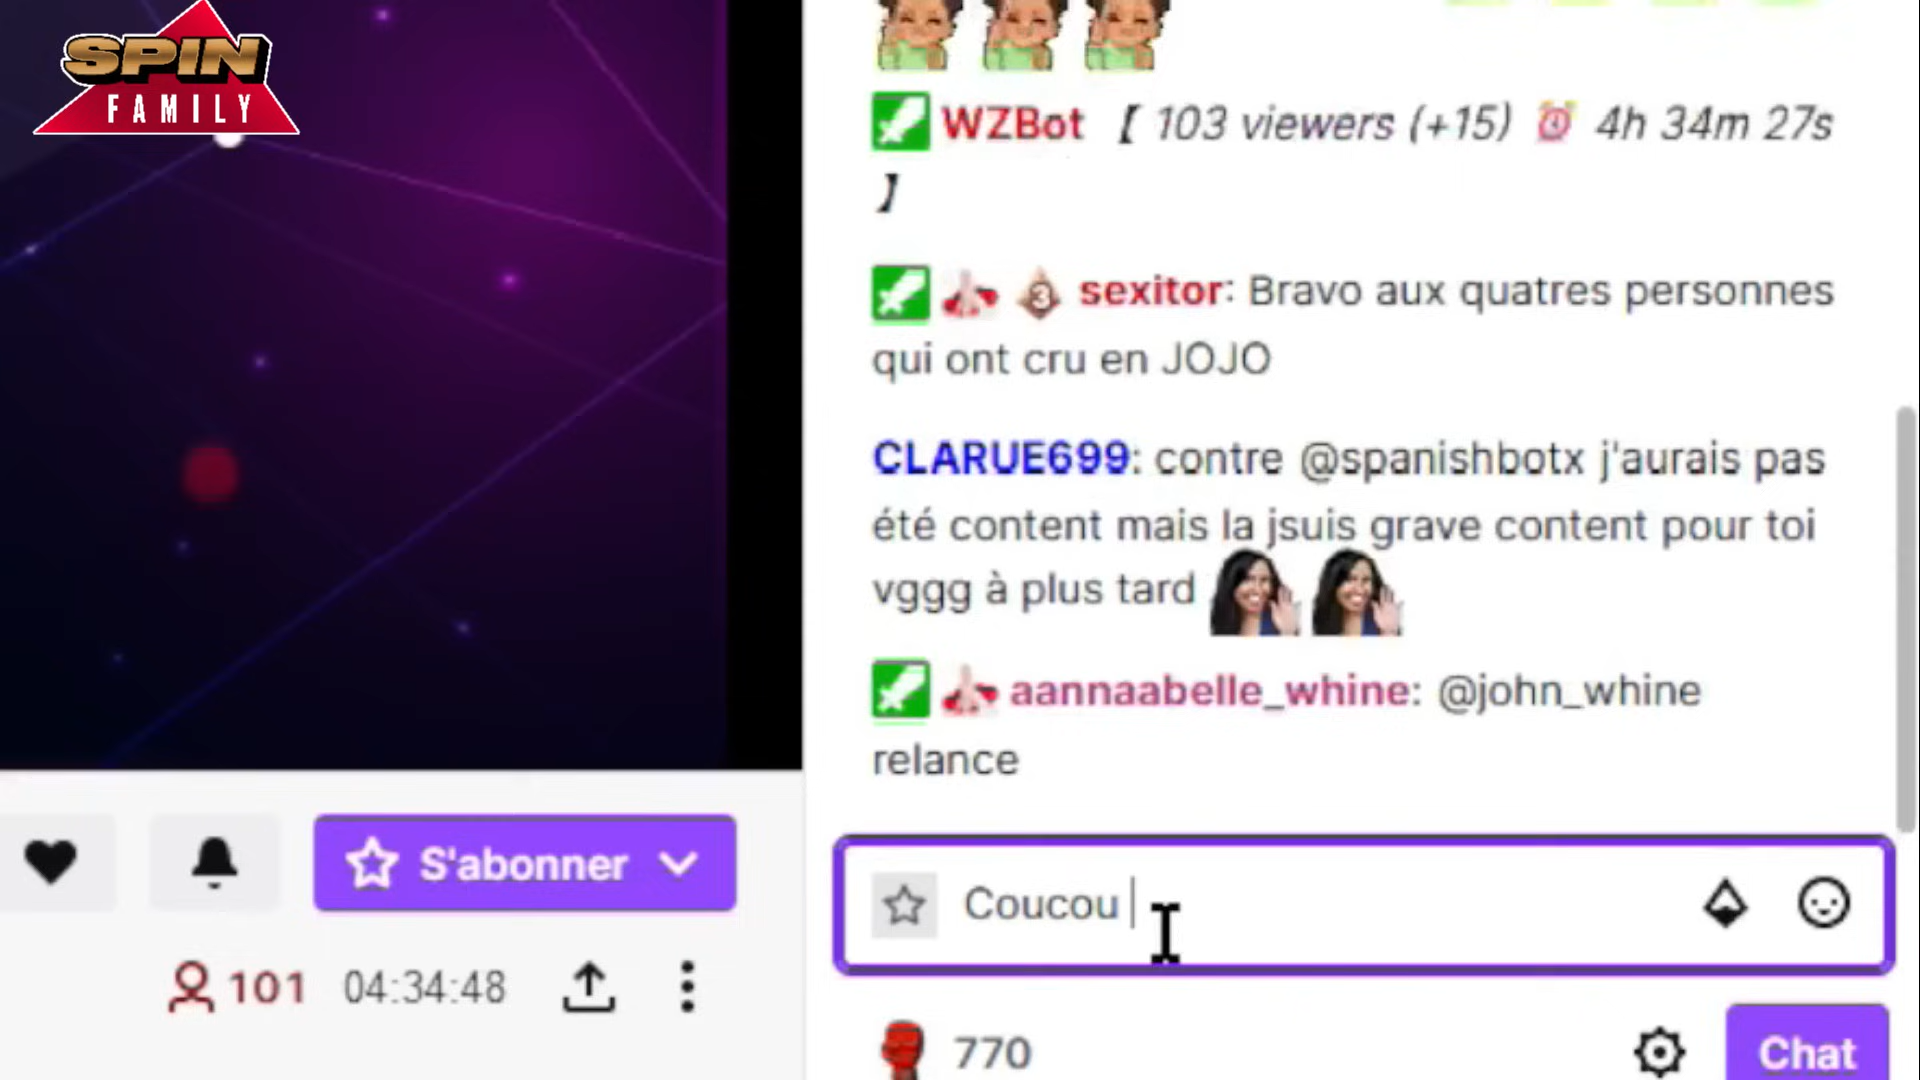 SPIN
FAMILY
WZBot 【 103 viewers (+15) ⏰ 4h 34m 27s
】
3 sexitor: Bravo aux quatres personnes
qui ont cru en JOJO
CLARUE699: contre @spanishbotx j'aurais pas
été content mais la jsuis grave content pour toi
vggg à plus tard
aannaabelle_whine: @john_whine
relance
S'abonner
Coucou
101 04:34:48
770
Chat